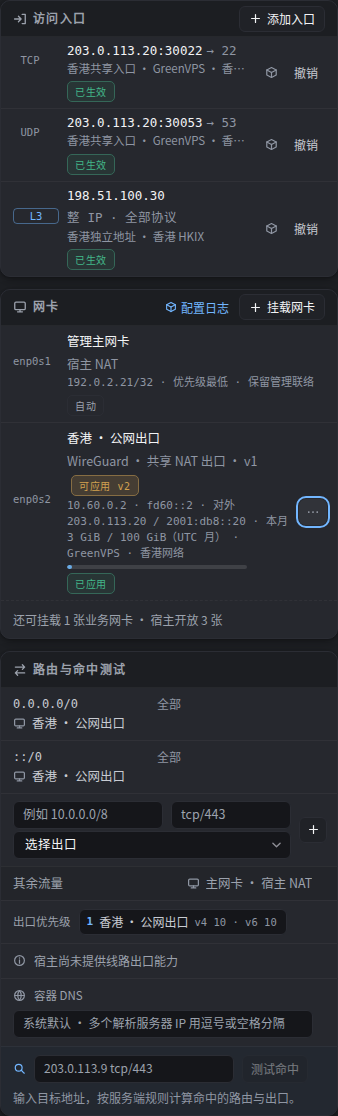 访问入口
添加入口
TCP
203.0.113.20:30022 → 22
香港共享入口 · GreenVPS · 香…
撤销
已生效
UDP
203.0.113.20:30053 → 53
香港共享入口 · GreenVPS · 香…
撤销
已生效
198.51.100.30
L3
整 IP · 全部协议
撤销
香港独立地址 · 香港 HKIX
已生效
网卡
配置日志
挂载网卡
管理主网卡
enp0s1
宿主 NAT
192.0.2.21/32 · 优先级最低 · 保留管理联络
自动
香港 · 公网出口
WireGuard · 共享 NAT 出口 · v1
可应用 v2
enp0s2
10.60.0.2 · fd60::2 · 对外
203.0.113.20 / 2001:db8::20 · 本月
3 GiB / 100 GiB（UTC 月） ·
GreenVPS · 香港网络
已应用
还可挂载 1 张业务网卡 · 宿主开放 3 张
路由与命中测试
0.0.0.0/0
全部
香港 · 公网出口
::/0
全部
香港 · 公网出口
例如 10.0.0.0/8
tcp/443
选择出口
其余流量
主网卡 · 宿主 NAT
出口优先级
1 香港 · 公网出口 v4 10 · v6 10
宿主尚未提供线路出口能力
容器 DNS
系统默认 · 多个解析服务器 IP 用逗号或空格分隔
203.0.113.9 tcp/443
测试命中
输入目标地址，按服务端规则计算命中的路由与出口。